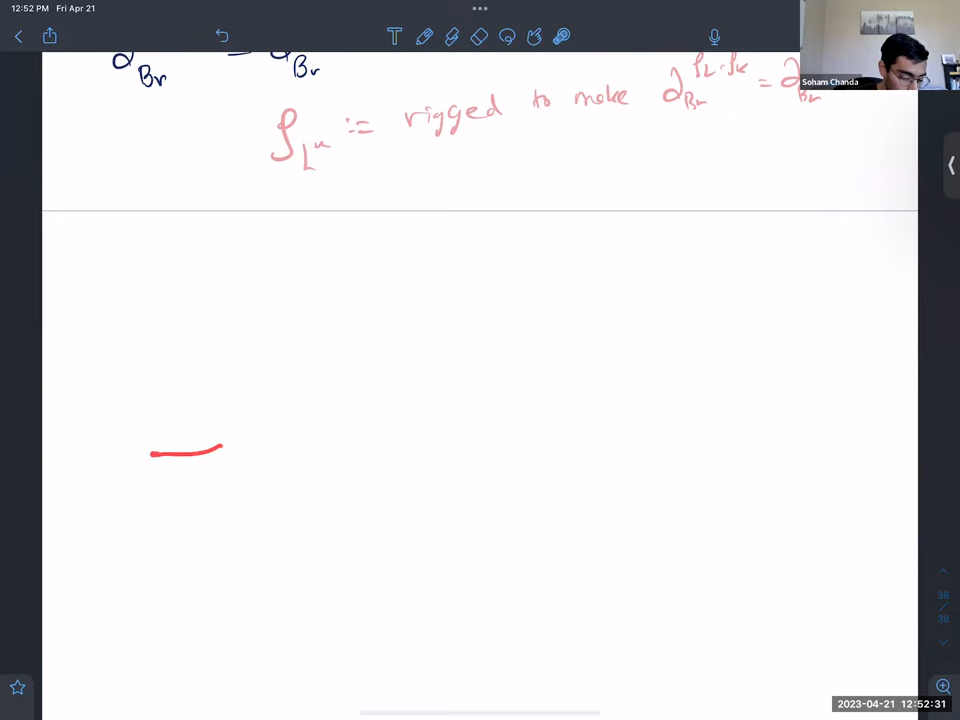 12:52 PM Fri Apr 21
Soham Chanda
∂_Br = ∂_Br
ρ_{L^κ} := rigged to make ∂_Br^{ρ_L·ρ_K} = ∂_Br
38
38
2023-04-21 12:52:31